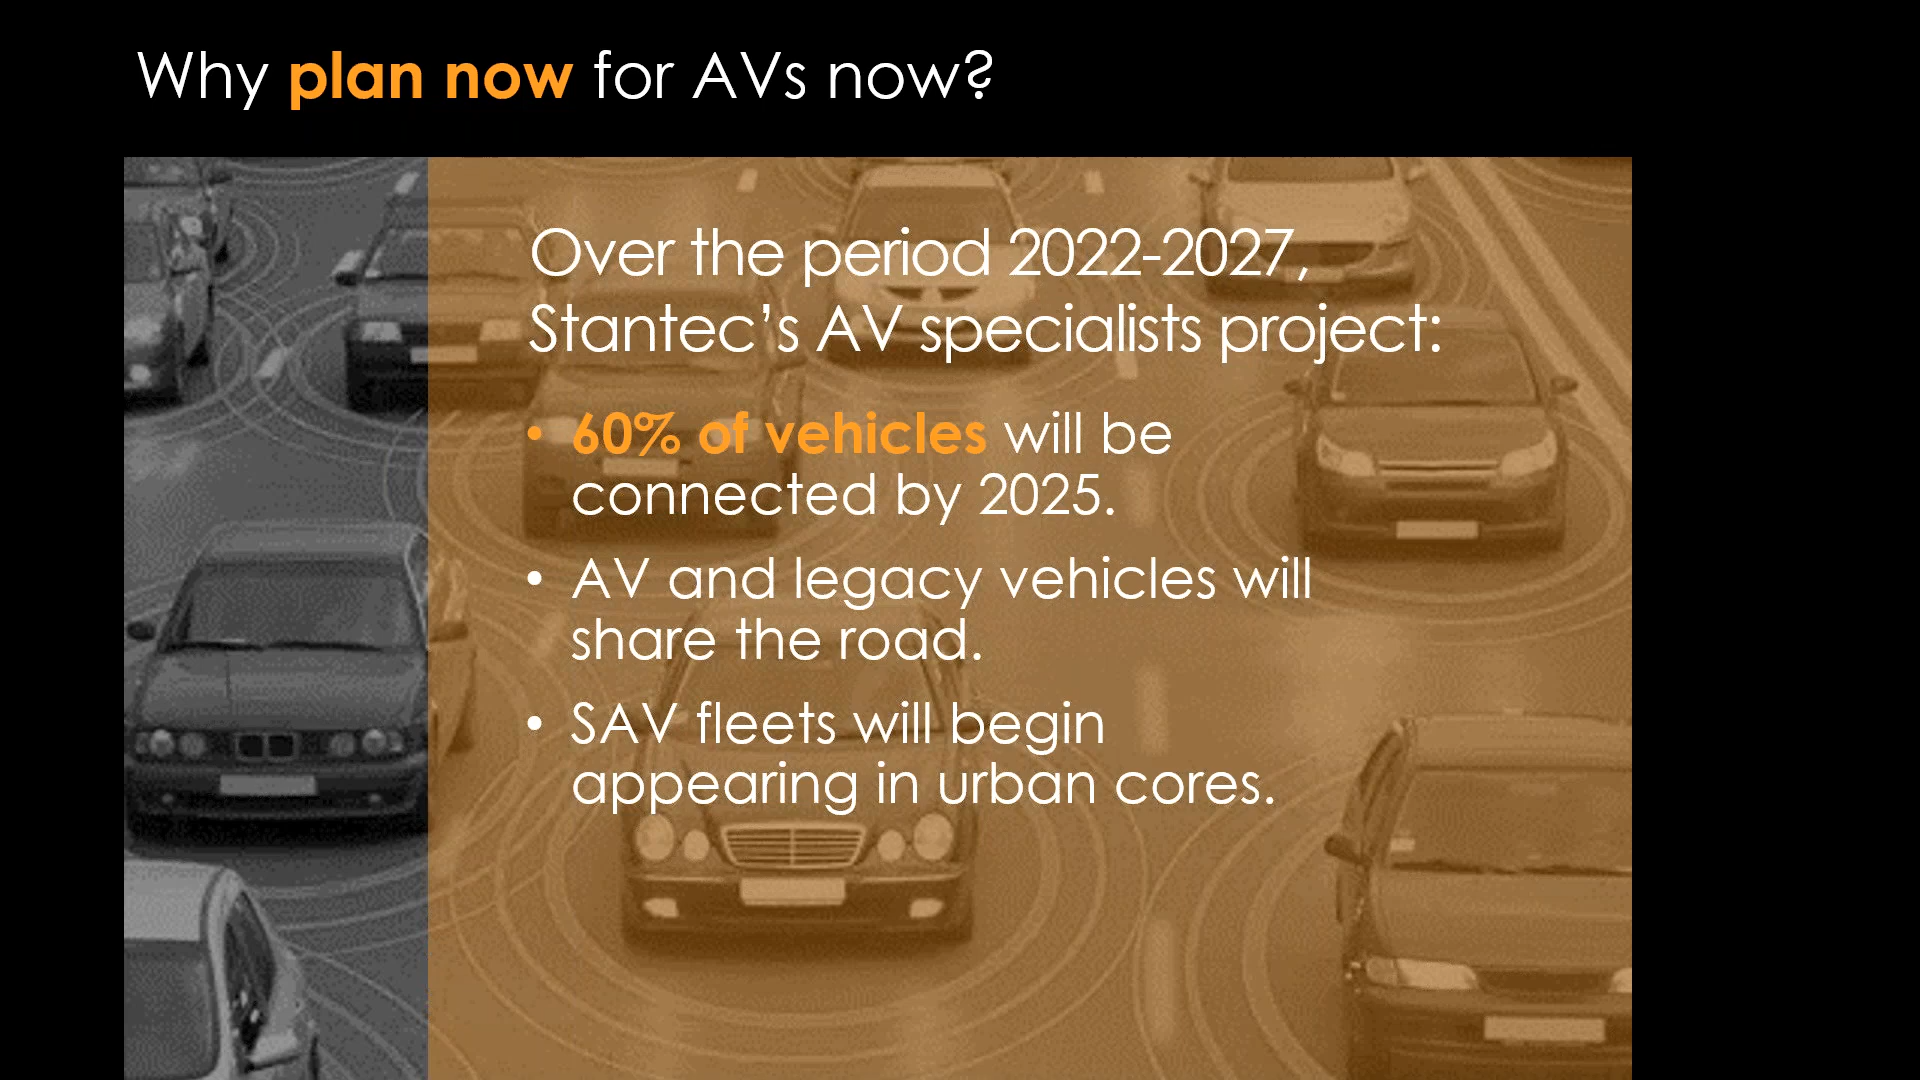 Why plan now for AVs now?
Over the period 2022-2027,
Stantec’s AV specialists project:
• 60% of vehicles will be
connected by 2025.
• AV and legacy vehicles will
share the road.
• SAV fleets will begin
appearing in urban cores.